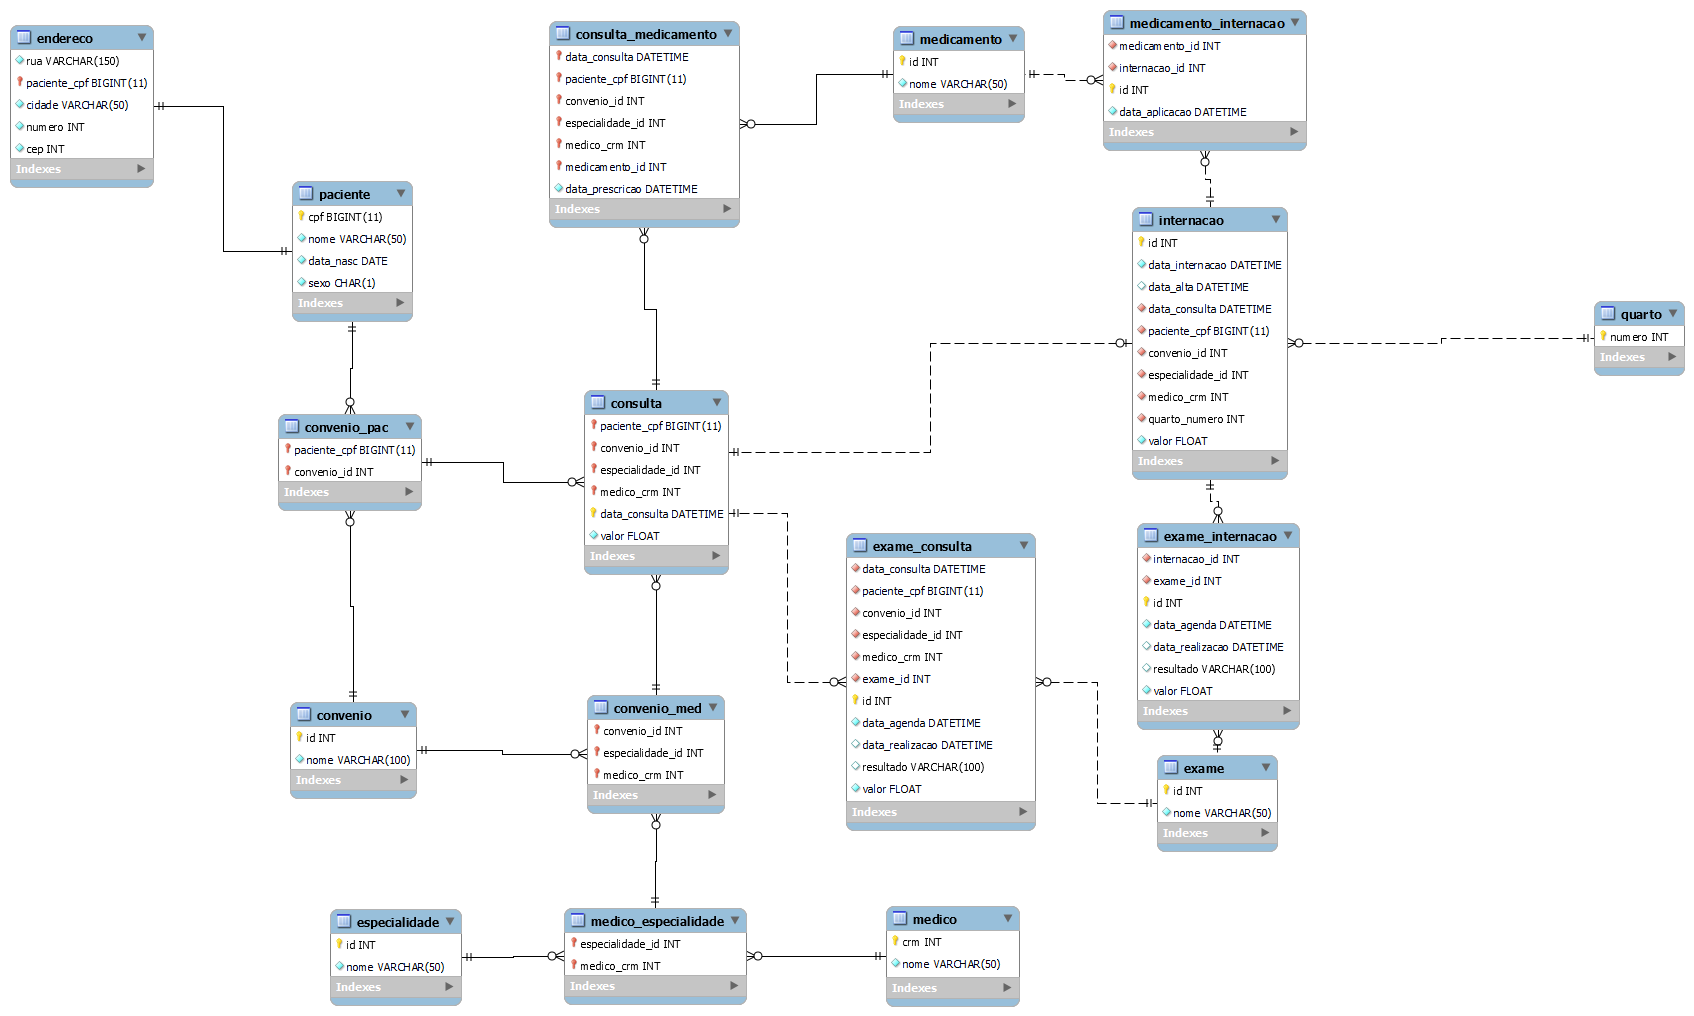 endereco
rua VARCHAR(150)
paciente_cpf BIGINT(11)
cidade VARCHAR(50)
numero INT
cep INT
Indexes
paciente
cpf BIGINT(11)
nome VARCHAR(50)
data_nasc DATE
sexo CHAR(1)
Indexes
consulta_medicamento
data_consulta DATETIME
paciente_cpf BIGINT(11)
convenio_id INT
especialidade_id INT
medico_crm INT
medicamento_id INT
data_prescricao DATETIME
Indexes
medicamento
id INT
nome VARCHAR(50)
Indexes
medicamento_internacao
medicamento_id INT
internacao_id INT
id INT
data_aplicacao DATETIME
Indexes
internacao
id INT
data_internacao DATETIME
data_alta DATETIME
data_consulta DATETIME
paciente_cpf BIGINT(11)
convenio_id INT
especialidade_id INT
medico_crm INT
quarto_numero INT
valor FLOAT
Indexes
quarto
numero INT
Indexes
convenio_pac
paciente_cpf BIGINT(11)
convenio_id INT
Indexes
consulta
paciente_cpf BIGINT(11)
convenio_id INT
especialidade_id INT
medico_crm INT
data_consulta DATETIME
valor FLOAT
Indexes
exame_consulta
data_consulta DATETIME
paciente_cpf BIGINT(11)
convenio_id INT
especialidade_id INT
medico_crm INT
exame_id INT
id INT
data_agenda DATETIME
data_realizacao DATETIME
resultado VARCHAR(100)
valor FLOAT
Indexes
exame_internacao
internacao_id INT
exame_id INT
id INT
data_agenda DATETIME
data_realizacao DATETIME
resultado VARCHAR(100)
valor FLOAT
Indexes
convenio
id INT
nome VARCHAR(100)
Indexes
convenio_med
convenio_id INT
especialidade_id INT
medico_crm INT
Indexes
exame
id INT
nome VARCHAR(50)
Indexes
especialidade
id INT
nome VARCHAR(50)
Indexes
medico_especialidade
especialidade_id INT
medico_crm INT
Indexes
medico
crm INT
nome VARCHAR(50)
Indexes